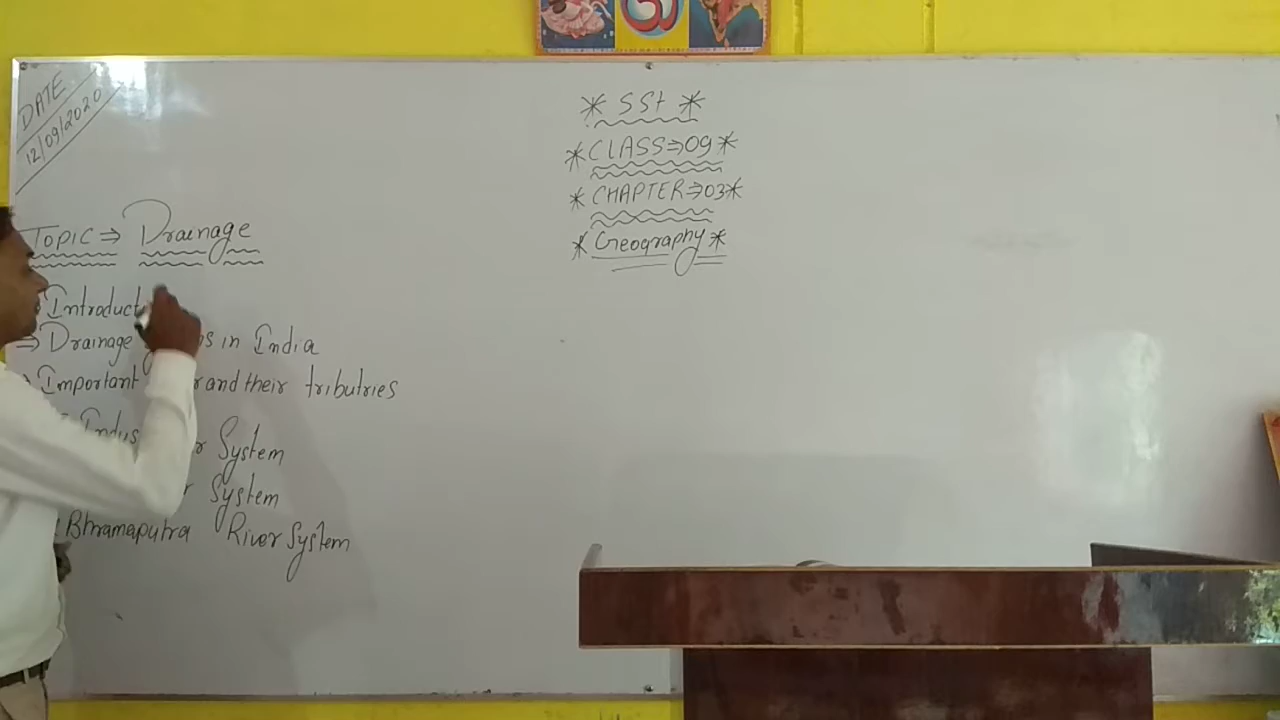 DATE
12/09/2020
* SSt *
* CLASS⇒09*
* CHAPTER⇒03*
* Geography *
TOPIC ⇒ Drainage
Introduct
⇒ Drainage in India
Important and their tributries
Indus System
System
Bhramaputra River System